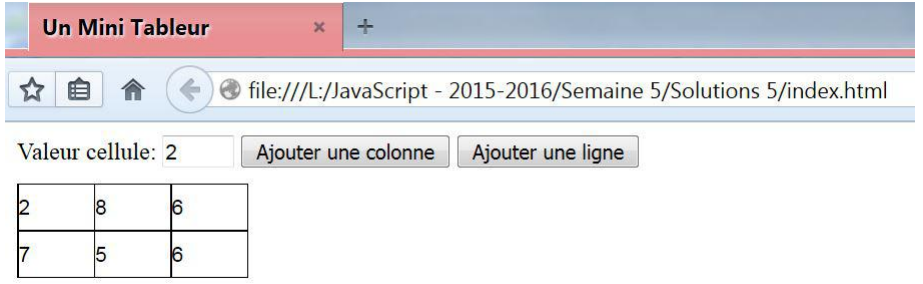 Un Mini Tableur × +
file:///L:/JavaScript - 2015-2016/Semaine 5/Solutions 5/index.html
Valeur cellule: 2 Ajouter une colonne Ajouter une ligne
2 8 6
7 5 6